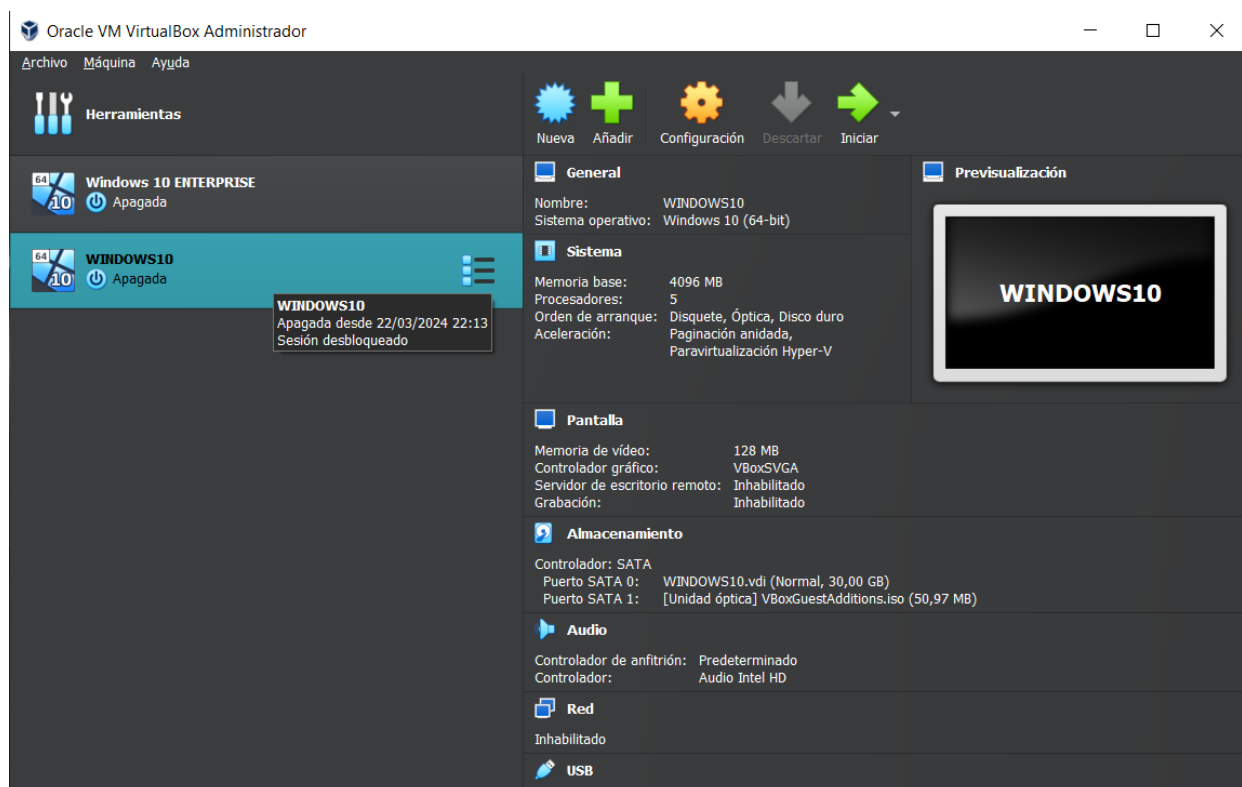 Oracle VM VirtualBox Administrador
Archivo Máquina Ayuda
Herramientas
Nueva Añadir Configuración Descartar Iniciar
64
10
Windows 10 ENTERPRISE
Apagada
64
10
WINDOWS10
Apagada
WINDOWS10
Apagada desde 22/03/2024 22:13
Sesión desbloqueado
General
Nombre: WINDOWS10
Sistema operativo: Windows 10 (64-bit)
Sistema
Memoria base: 4096 MB
Procesadores: 5
Orden de arranque: Disquete, Óptica, Disco duro
Aceleración: Paginación anidada,
Paravirtualización Hyper-V
Previsualización
WINDOWS10
Pantalla
Memoria de vídeo: 128 MB
Controlador gráfico: VBoxSVGA
Servidor de escritorio remoto: Inhabilitado
Grabación: Inhabilitado
Almacenamiento
Controlador: SATA
Puerto SATA 0: WINDOWS10.vdi (Normal, 30,00 GB)
Puerto SATA 1: [Unidad óptica] VBoxGuestAdditions.iso (50,97 MB)
Audio
Controlador de anfitrión: Predeterminado
Controlador: Audio Intel HD
Red
Inhabilitado
USB